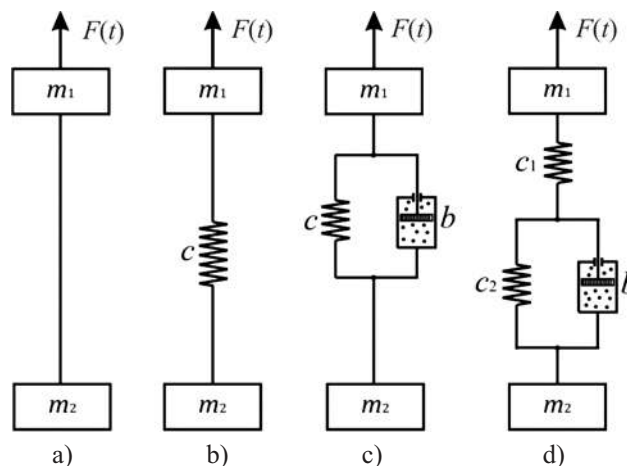 F(t) F(t) F(t) F(t)
m1 m1 m1 m1
c1
c c b
c2
m2 m2 m2 m2
a) b) c) d)